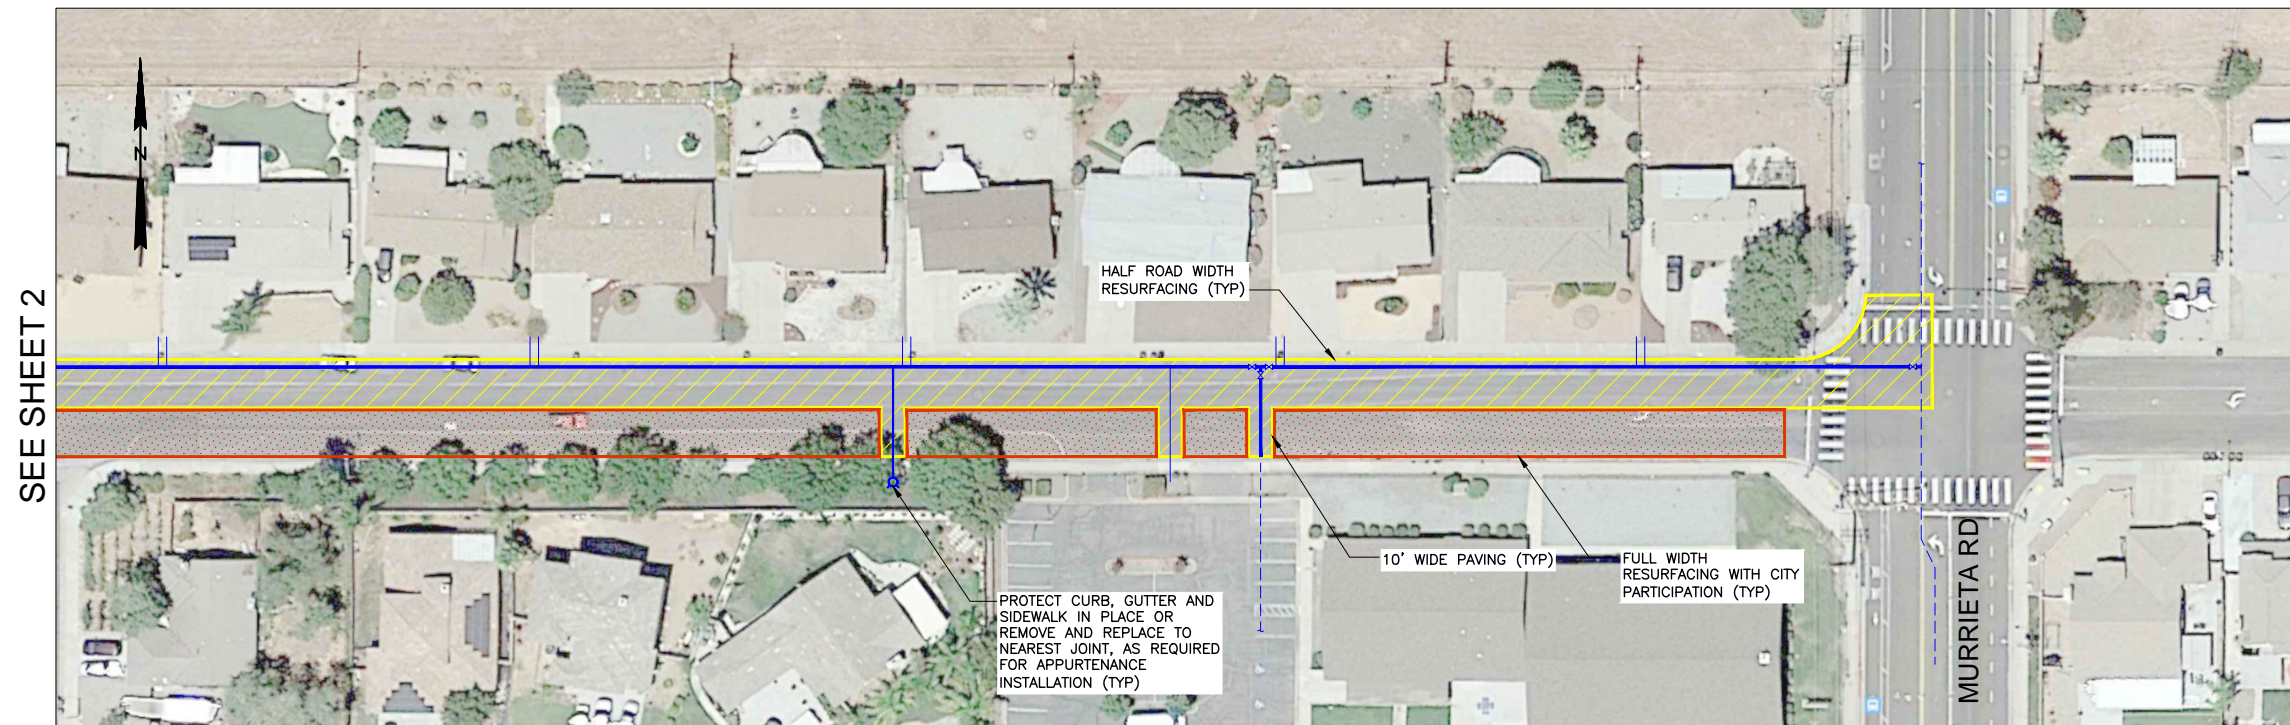 SEE SHEET 2
N
HALF ROAD WIDTH
RESURFACING (TYP)
10' WIDE PAVING (TYP)
FULL WIDTH
RESURFACING WITH CITY
PARTICIPATION (TYP)
PROTECT CURB, GUTTER AND
SIDEWALK IN PLACE OR
REMOVE AND REPLACE TO
NEAREST JOINT, AS REQUIRED
FOR APPURTENANCE
INSTALLATION (TYP)
MURRIETA RD